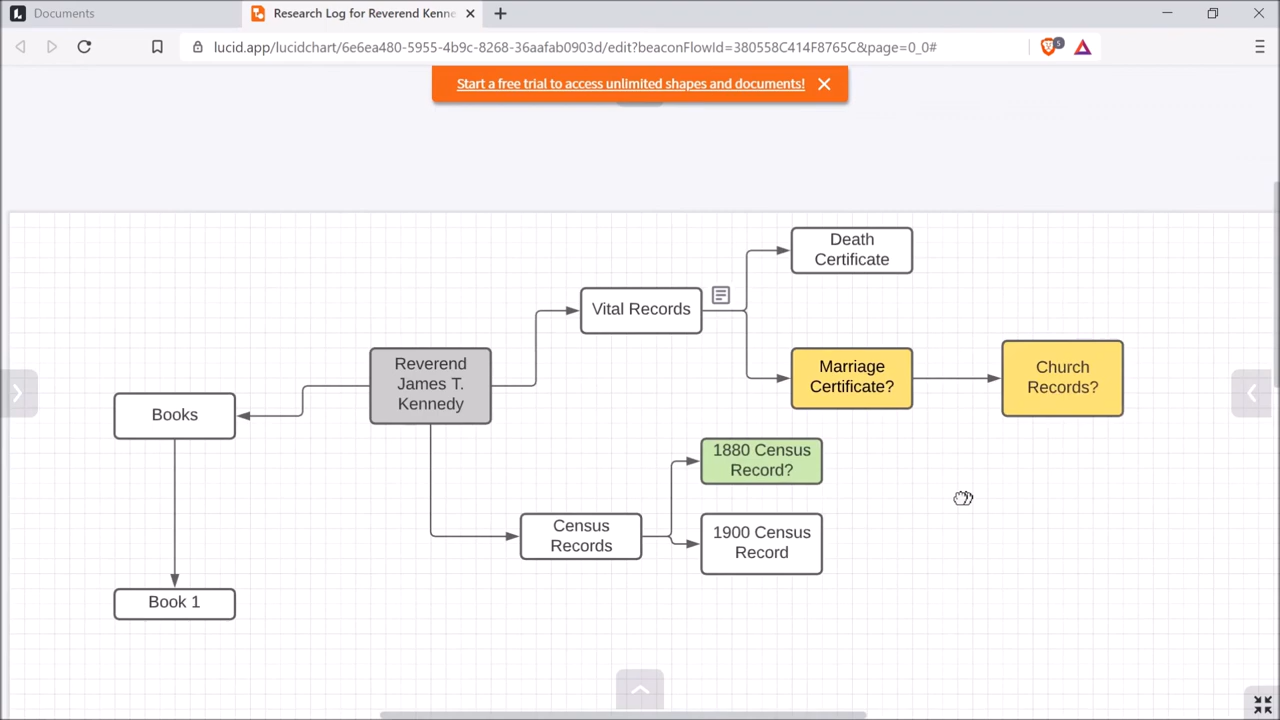 Documents
Research Log for Reverend Kenne
lucid.app/lucidchart/6e6ea480-5955-4b9c-8268-36aafab0903d/edit?beaconFlowId=380558C414F8765C&page=0_0#
5
Start a free trial to access unlimited shapes and documents!
Death
Certificate
Vital Records
Reverend
James T.
Kennedy
Marriage
Certificate?
Church
Records?
Books
1880 Census
Record?
Census
Records
1900 Census
Record
Book 1